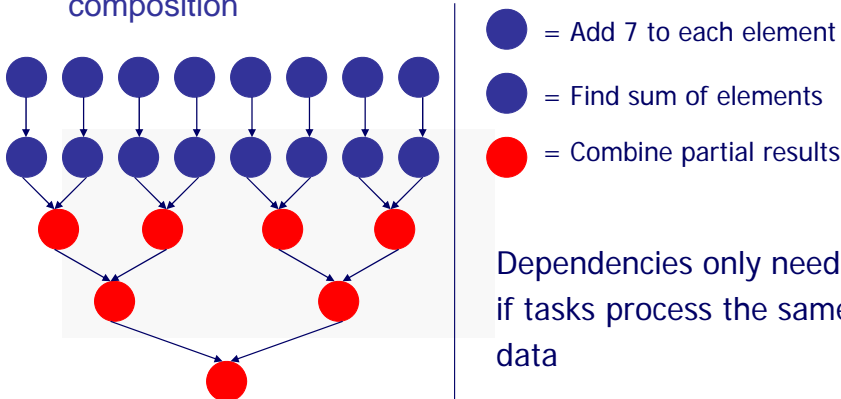 composition
= Add 7 to each element
= Find sum of elements
= Combine partial results
Dependencies only need
if tasks process the same
data